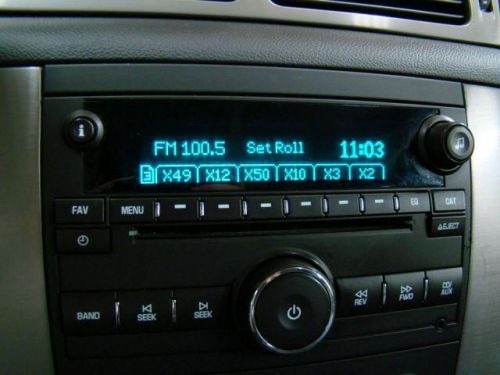 FM 100.5 Set Roll 11:03
3 X49 X12 X50 X10 X3 X2
FAV MENU EQ CAT
EJECT
BAND SEEK SEEK REV FWD CD/AUX